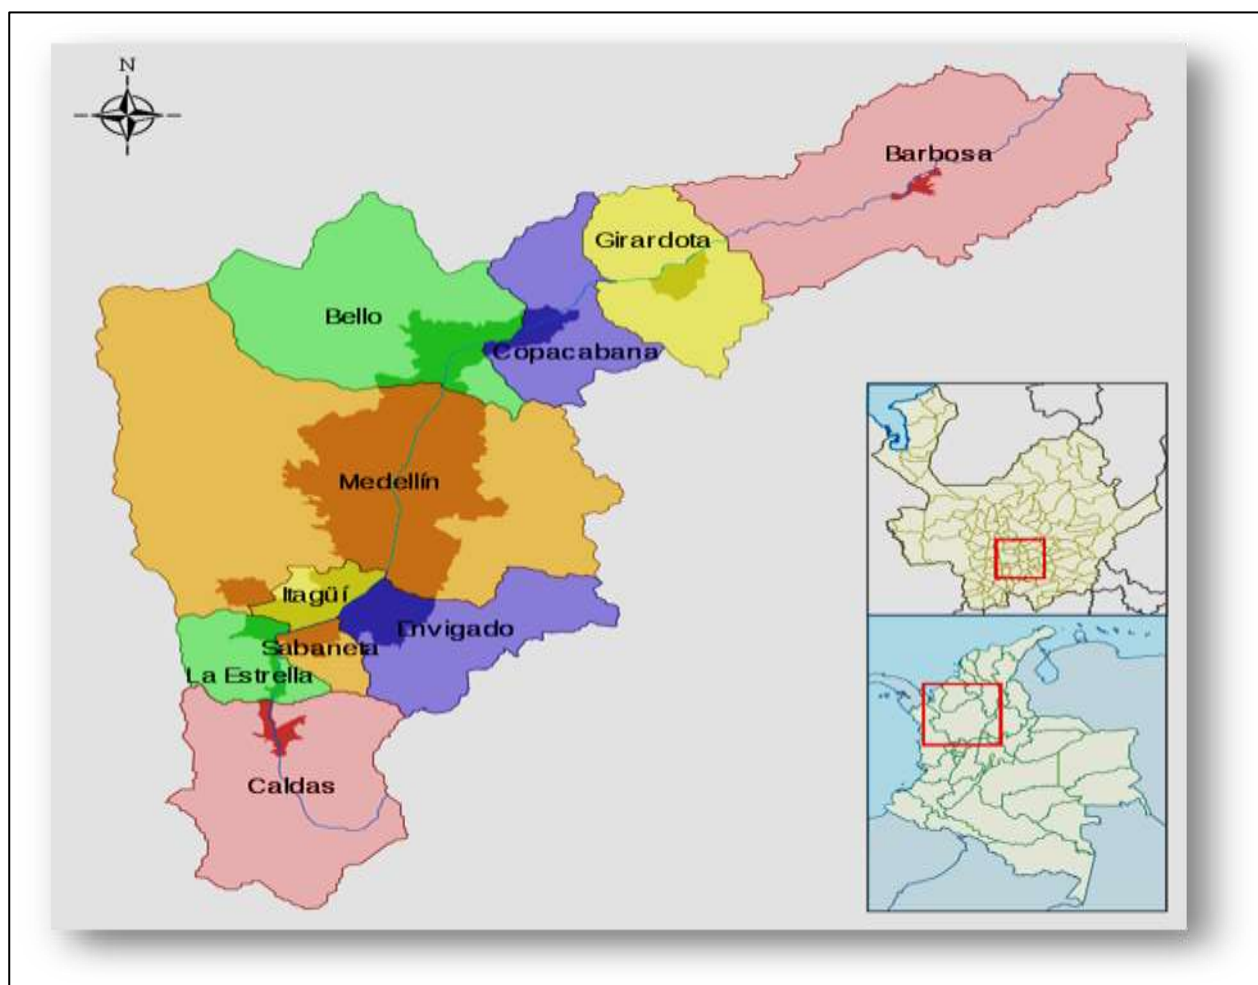 N
Barbosa
Girardota
Bello
Copacabana
Medellín
Itagüí
Envigado
Sabaneta
La Estrella
Caldas